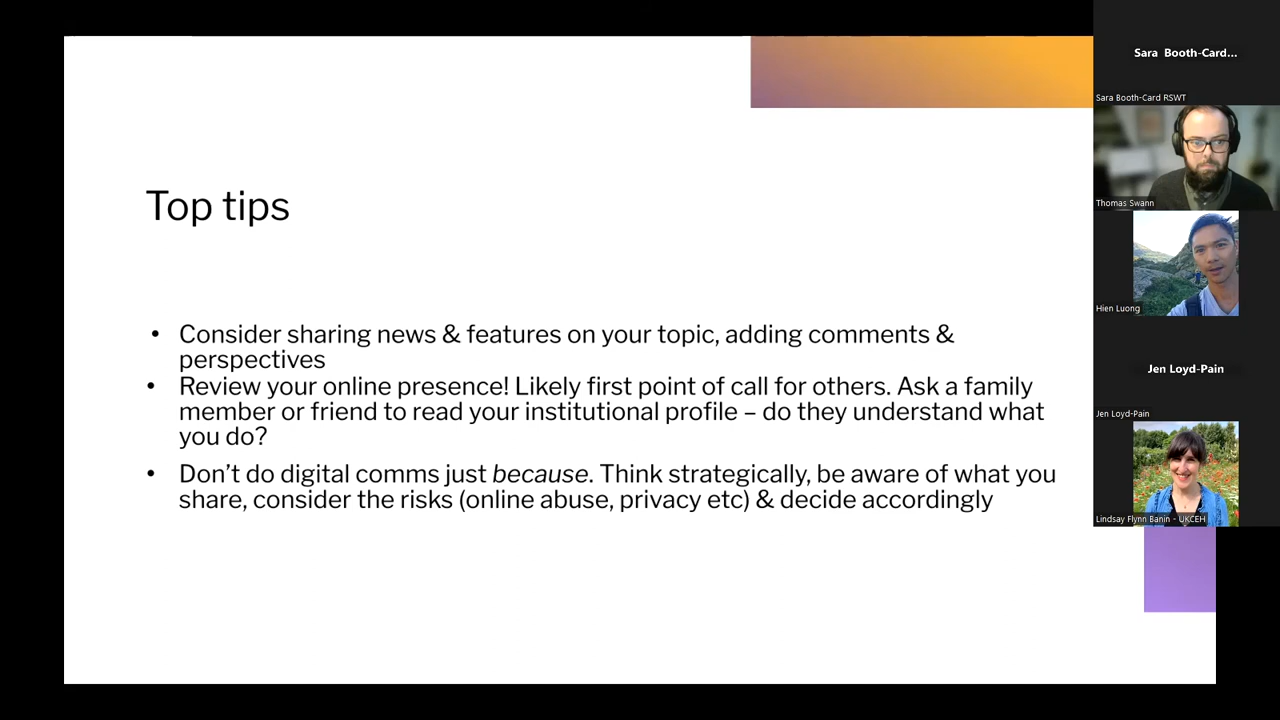 Top tips
• Consider sharing news & features on your topic, adding comments &
perspectives
• Review your online presence! Likely first point of call for others. Ask a family
member or friend to read your institutional profile – do they understand what
you do?
• Don’t do digital comms just because. Think strategically, be aware of what you
share, consider the risks (online abuse, privacy etc) & decide accordingly
Sara Booth-Card...
Sara Booth-Card RSWT
Thomas Swann
Hien Luong
Jen Loyd-Pain
Jen Loyd-Pain
Lindsay Flynn Banin - UKCEH